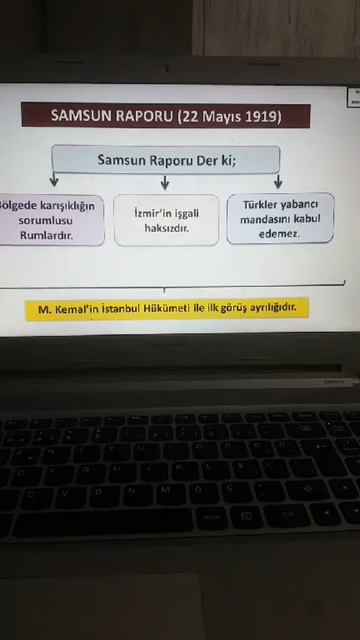 SAMSUN RAPORU (22 Mayıs 1919)
Samsun Raporu Der ki;
Bölgede karışıklığın
sorumlusu
Rumlardır.
İzmir'in işgali
haksızdır.
Türkler yabancı
mandasını kabul
edemez.
M. Kemal'in İstanbul Hükümeti ile ilk görüş ayrılığıdır.